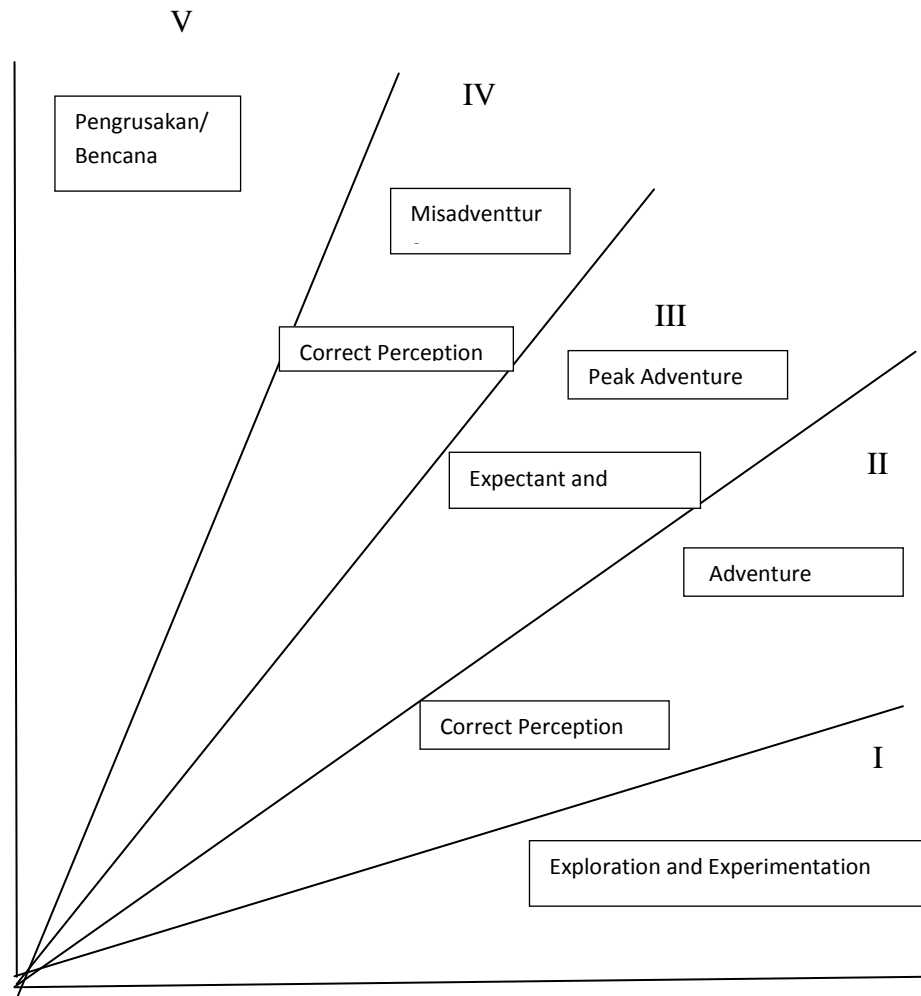 V
IV
Pengrusakan/
Bencana
Misadventtur
III
Correct Perception
Peak Adventure
II
Expectant and
Adventure
Correct Perception
I
Exploration and Experimentation